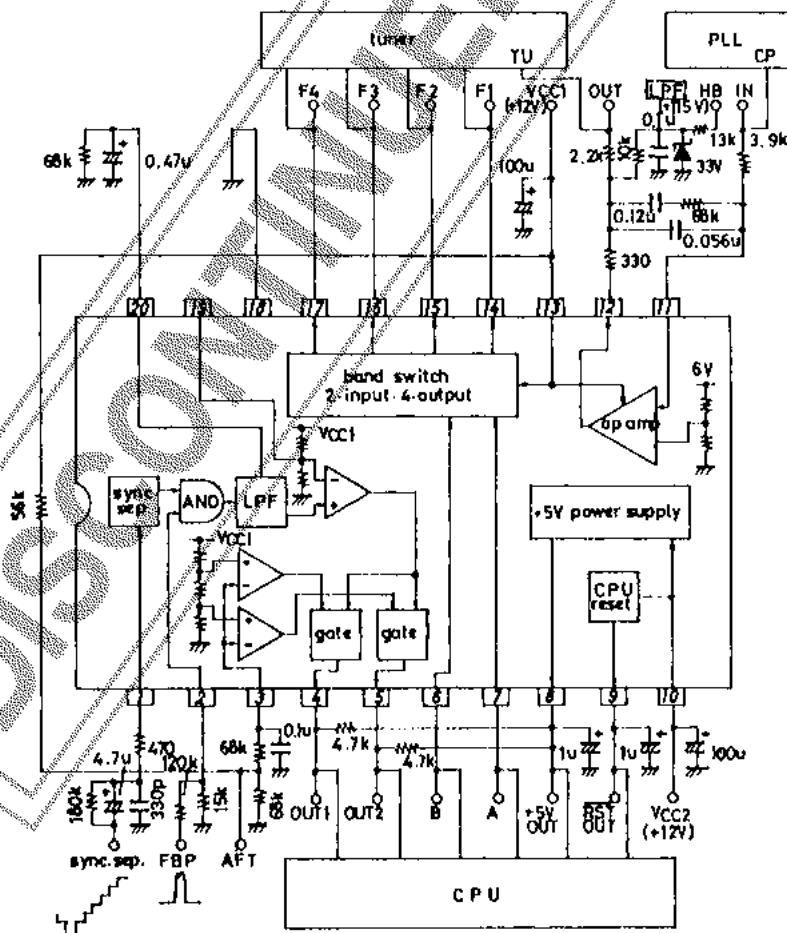 DISCONTINUED
tuner
TU
PLL
CP
F4
F3
F2
F1
VCC1
(+12V)
OUT
LPF
(15V)
HB
IN
68k
0.47u
100u
2.2k
0.1u
33V
13k
3.9k
0.12u
88k
0.056u
330
20
19
18
17
16
15
14
13
12
11
band switch
2-input 4-output
6V
op amp
VCC1
sync
sep
AND
LPF
+5V power supply
56k
VCC1
CPU
reset
gate
gate
1
2
3
4
5
6
7
8
9
10
470
120k
4.7u
180k
330p
15k
68k
0.1u
68k
4.7k
4.7k
1u
1u
100u
OUT1
OUT2
B
A
+5V
OUT
RST
OUT
VCC2
(+12V)
sync.sep.
FBP
AFT
CPU